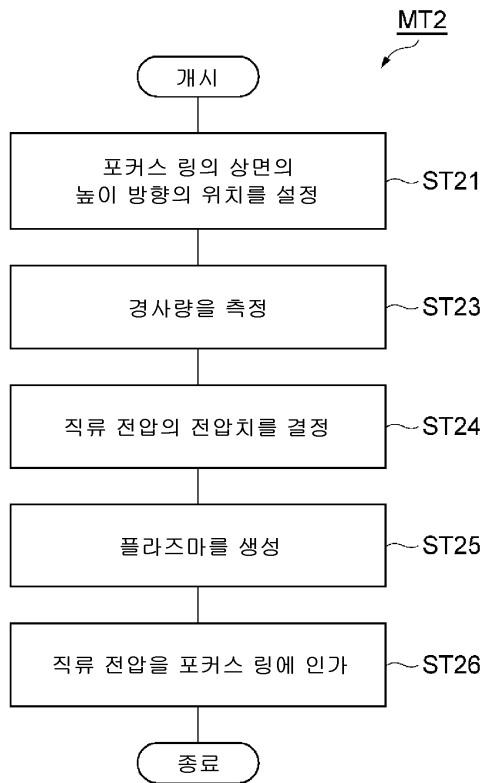 MT2
개시
포커스 링의 상면의
높이 방향의 위치를 설정
ST21
경사량을 측정
ST23
직류 전압의 전압치를 결정
ST24
플라즈마를 생성
ST25
직류 전압을 포커스 링에 인가
ST26
종료